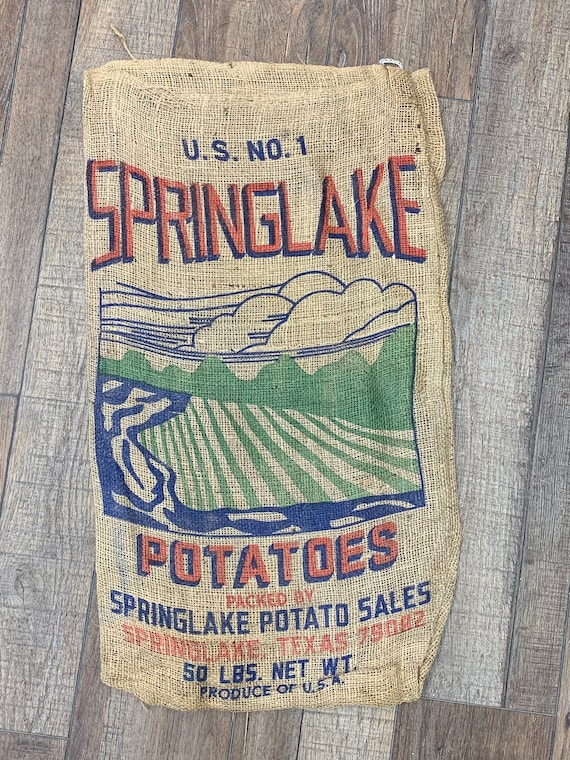 U.S. NO. 1
SPRINGLAKE
POTATOES
PACKED BY
SPRINGLAKE POTATO SALES
SPRINGLAKE, TEXAS 79082
50 LBS. NET WT.
PRODUCE OF U.S.A.